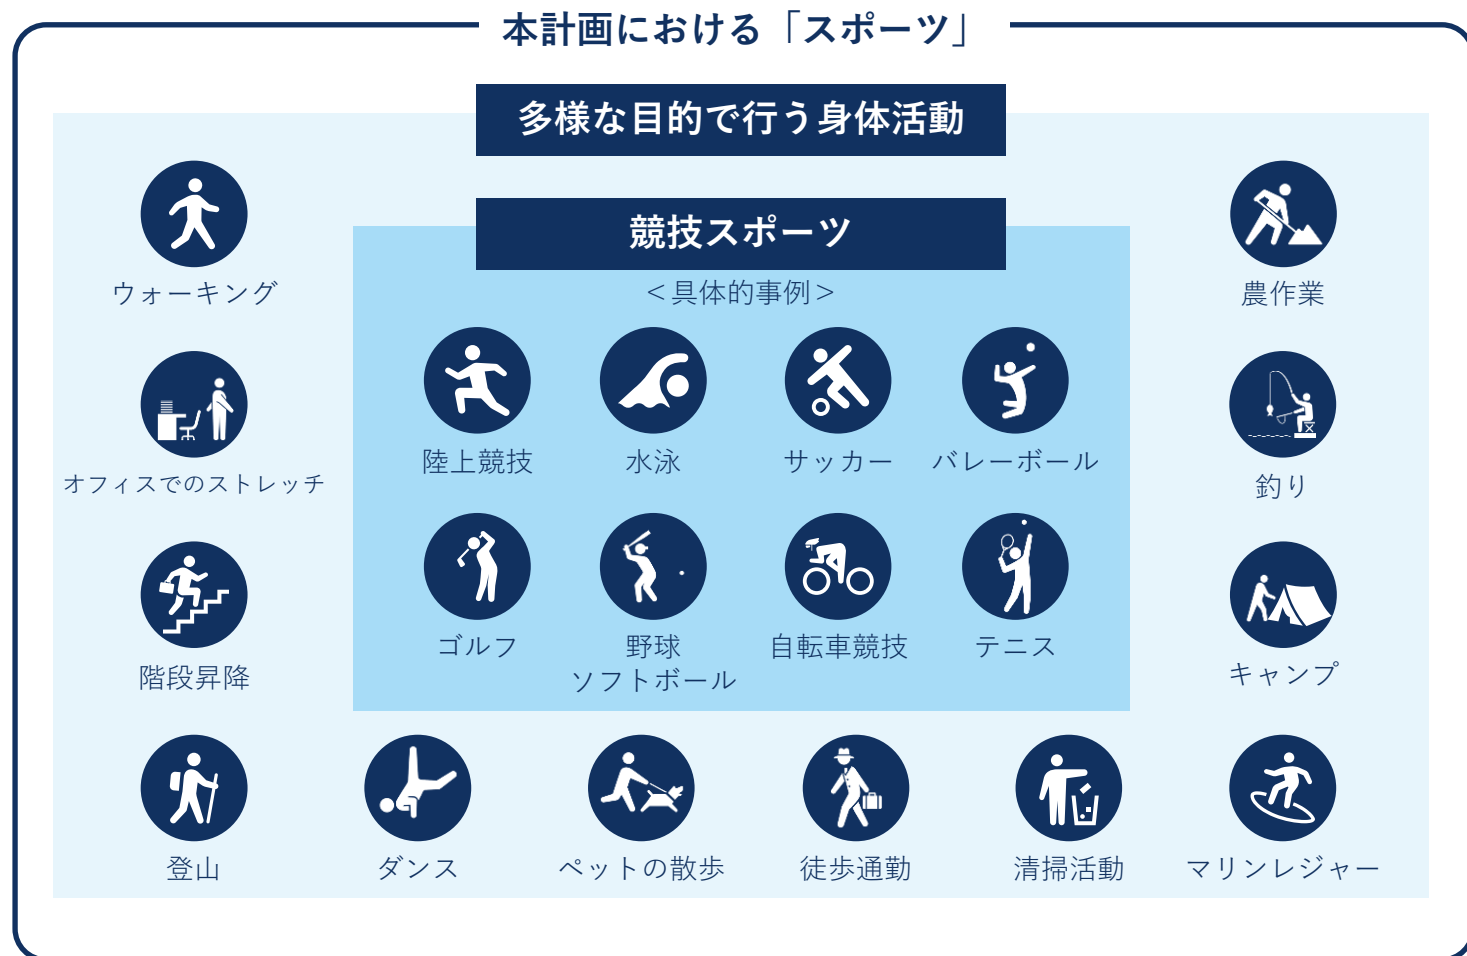 本計画における「スポーツ」
多様な目的で行う身体活動
競技スポーツ
＜具体的事例＞
ウォーキング
農作業
陸上競技
水泳
サッカー
バレーボール
オフィスでのストレッチ
釣り
ゴルフ
野球
ソフトボール
自転車競技
テニス
階段昇降
キャンプ
登山
ダンス
ペットの散歩
徒歩通勤
清掃活動
マリンレジャー